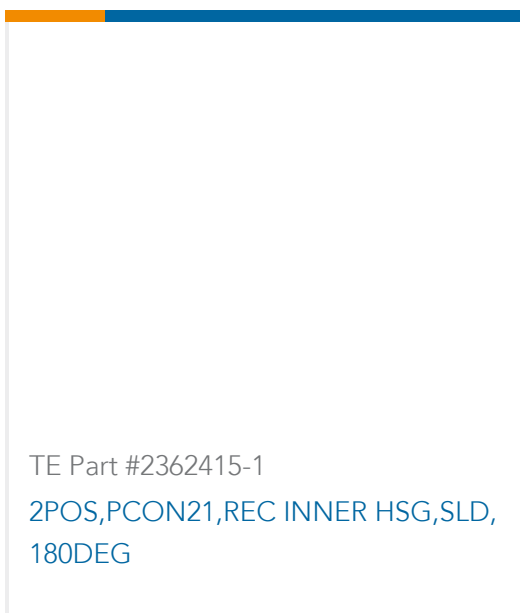 TE Part #2362415-1
2POS,PCON21,REC INNER HSG,SLD,
180DEG